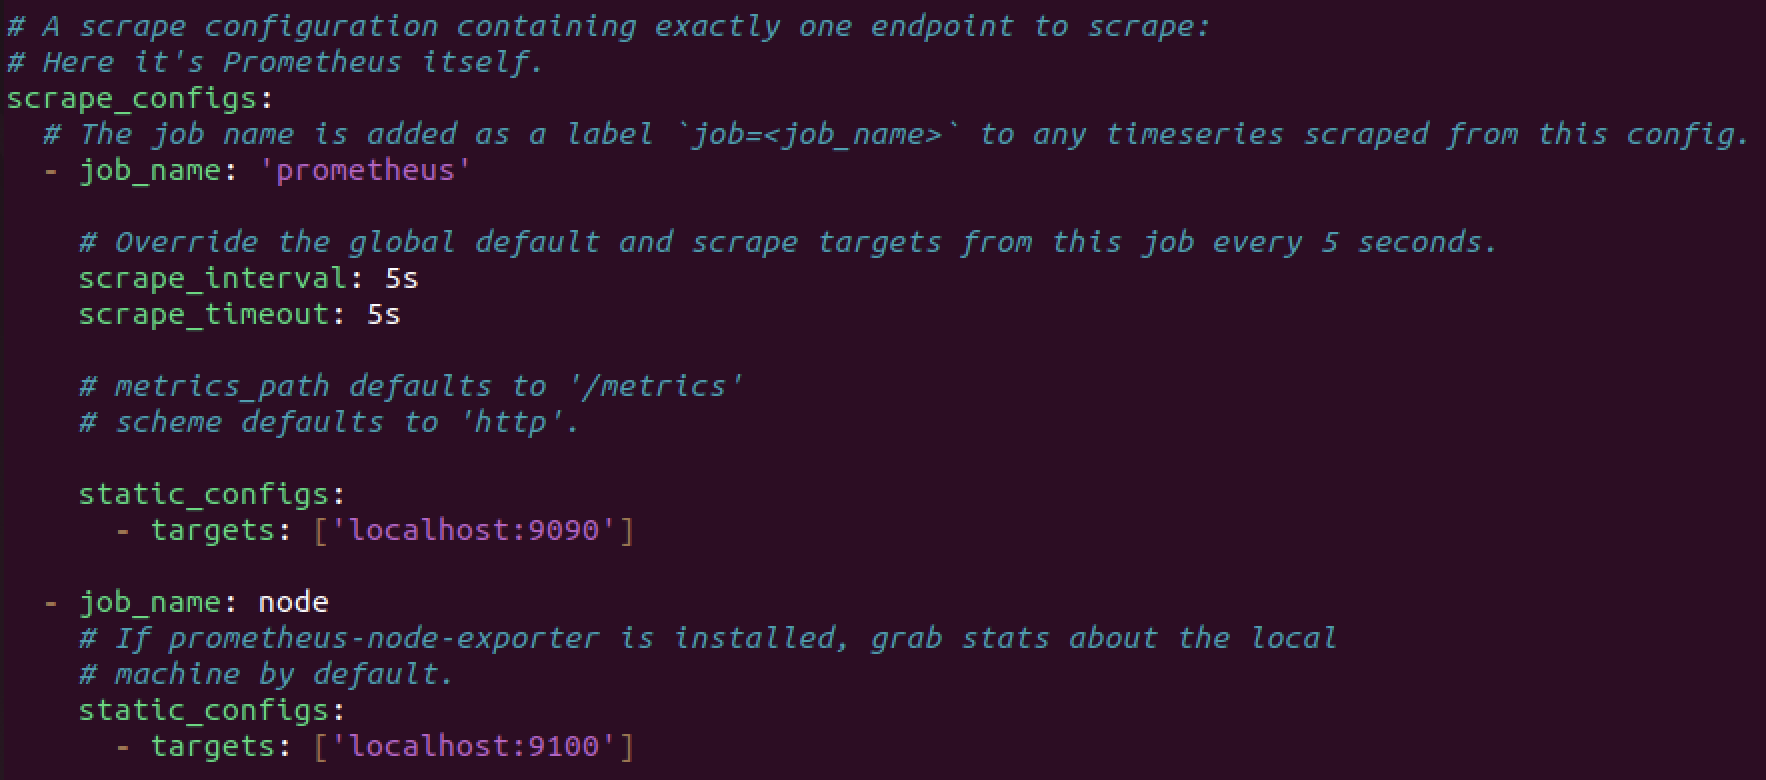 # A scrape configuration containing exactly one endpoint to scrape:
# Here it's Prometheus itself.
scrape_configs:
  # The job name is added as a label `job=<job_name>` to any timeseries scraped from this config.
  - job_name: 'prometheus'

    # Override the global default and scrape targets from this job every 5 seconds.
    scrape_interval: 5s
    scrape_timeout: 5s

    # metrics_path defaults to '/metrics'
    # scheme defaults to 'http'.

    static_configs:
      - targets: ['localhost:9090']

  - job_name: node
    # If prometheus-node-exporter is installed, grab stats about the local
    # machine by default.
    static_configs:
      - targets: ['localhost:9100']